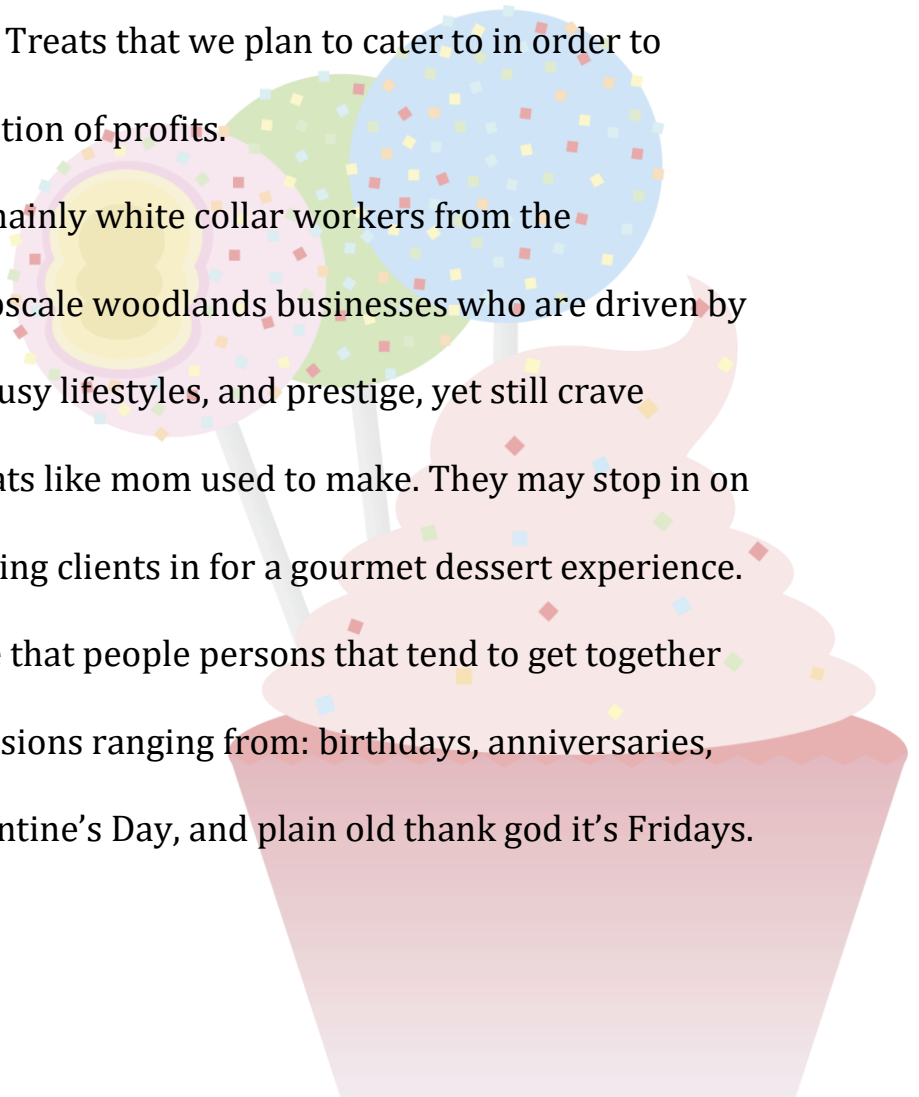 Treats that we plan to cater to in order to
tion of profits.
mainly white collar workers from the
pscale woodlands businesses who are driven by
usy lifestyles, and prestige, yet still crave
ats like mom used to make. They may stop in on
ing clients in for a gourmet dessert experience.
e that people persons that tend to get together
sions ranging from: birthdays, anniversaries,
ntine’s Day, and plain old thank god it’s Fridays.